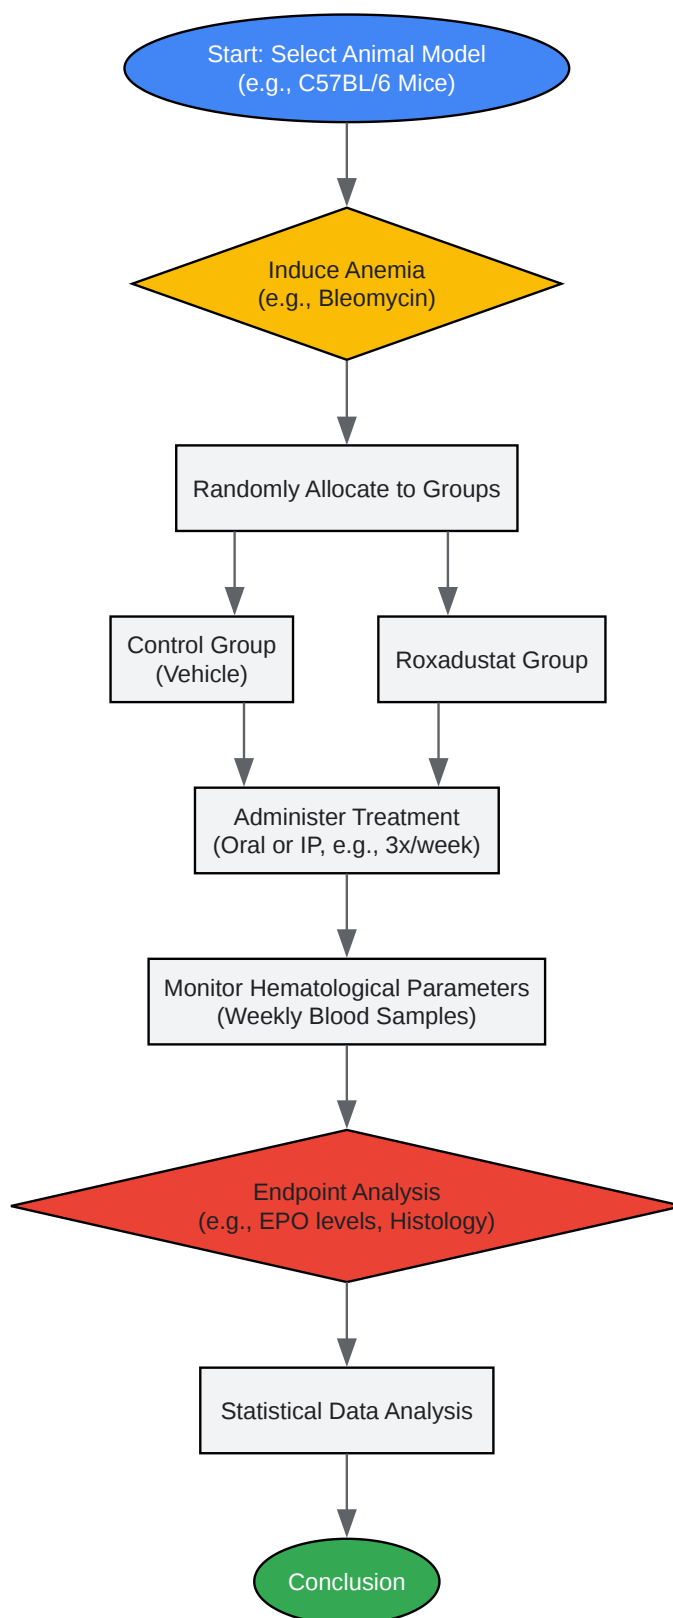 Start: Select Animal Model
(e.g., C57BL/6 Mice)
Induce Anemia
(e.g., Bleomycin)
Randomly Allocate to Groups
Control Group
(Vehicle)
Roxadustat Group
Administer Treatment
(Oral or IP, e.g., 3x/week)
Monitor Hematological Parameters
(Weekly Blood Samples)
Endpoint Analysis
(e.g., EPO levels, Histology)
Statistical Data Analysis
Conclusion